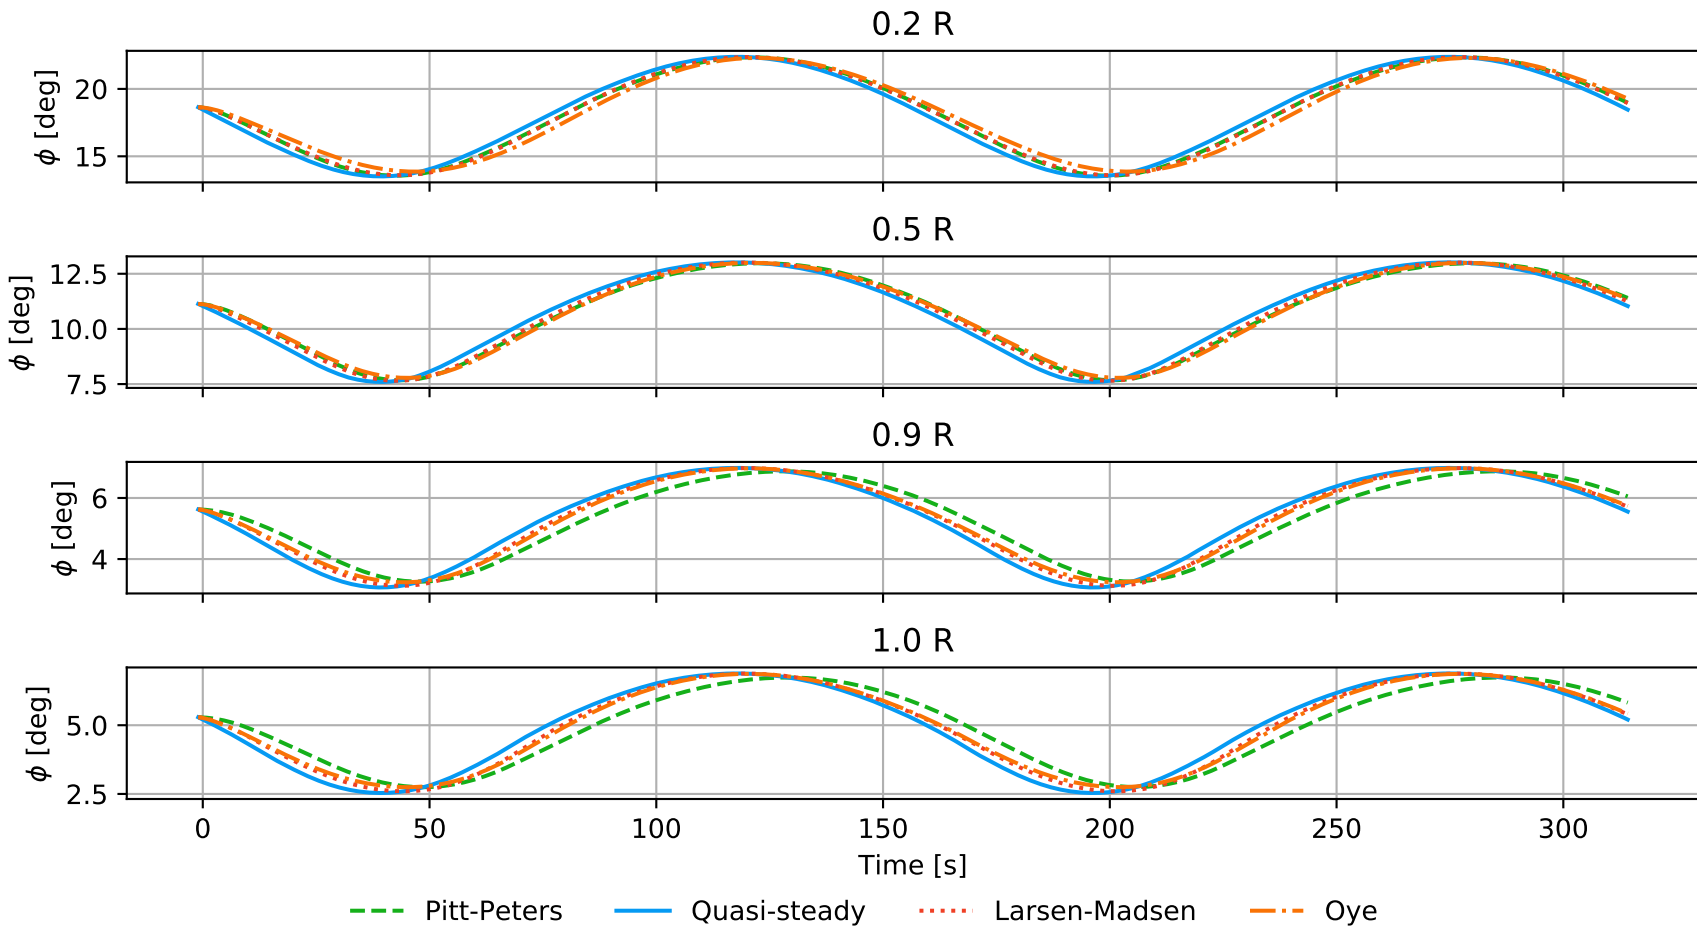 0.2 R
20
15
ϕ [deg]
0.5 R
12.5
10.0
7.5
ϕ [deg]
0.9 R
6
4
ϕ [deg]
1.0 R
5.0
2.5
ϕ [deg]
0 50 100 150 200 250 300
Time [s]
Pitt-Peters Quasi-steady Larsen-Madsen Oye